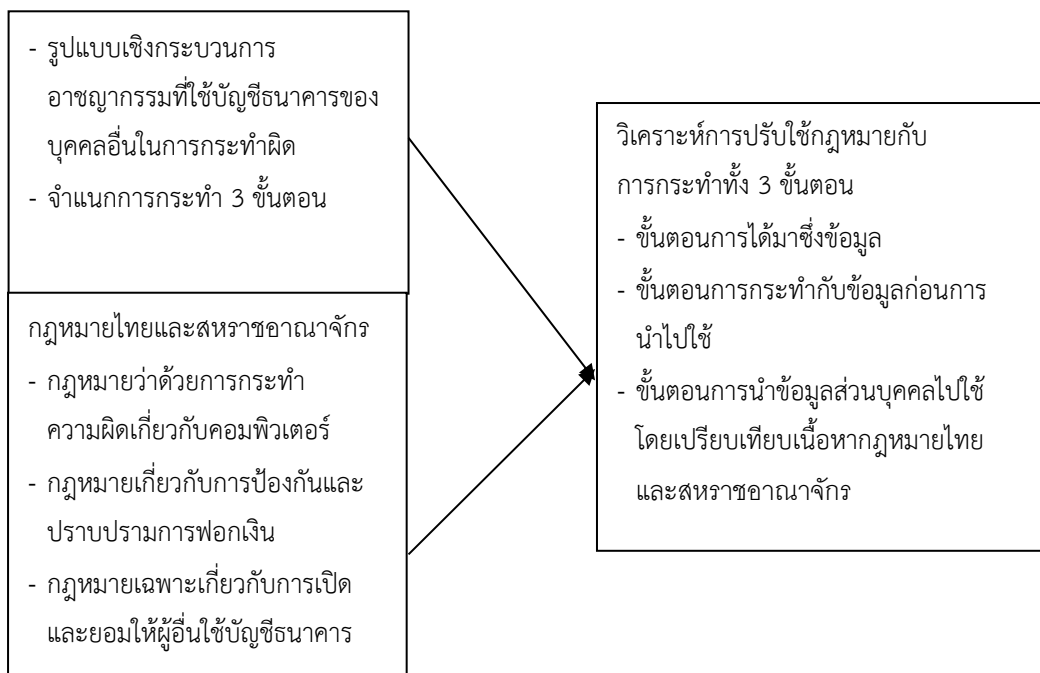 - รูปแบบเชิงกระบวนการ
อาชญากรรมที่ใช้บัญชีธนาคารของ
บุคคลอื่นในการกระทำผิด
- จำแนกการกระทำ 3 ขั้นตอน
กฎหมายไทยและสหราชอาณาจักร
- กฎหมายว่าด้วยการกระทำ
ความผิดเกี่ยวกับคอมพิวเตอร์
- กฎหมายเกี่ยวกับการป้องกันและ
ปราบปรามการฟอกเงิน
- กฎหมายเฉพาะเกี่ยวกับการเปิด
และยอมให้ผู้อื่นใช้บัญชีธนาคาร
วิเคราะห์การปรับใช้กฎหมายกับ
การกระทำทั้ง 3 ขั้นตอน
- ขั้นตอนการได้มาซึ่งข้อมูล
- ขั้นตอนการกระทำกับข้อมูลก่อนการ
นำไปใช้
- ขั้นตอนการนำข้อมูลส่วนบุคคลไปใช้
โดยเปรียบเทียบเนื้อหากฎหมายไทย
และสหราชอาณาจักร